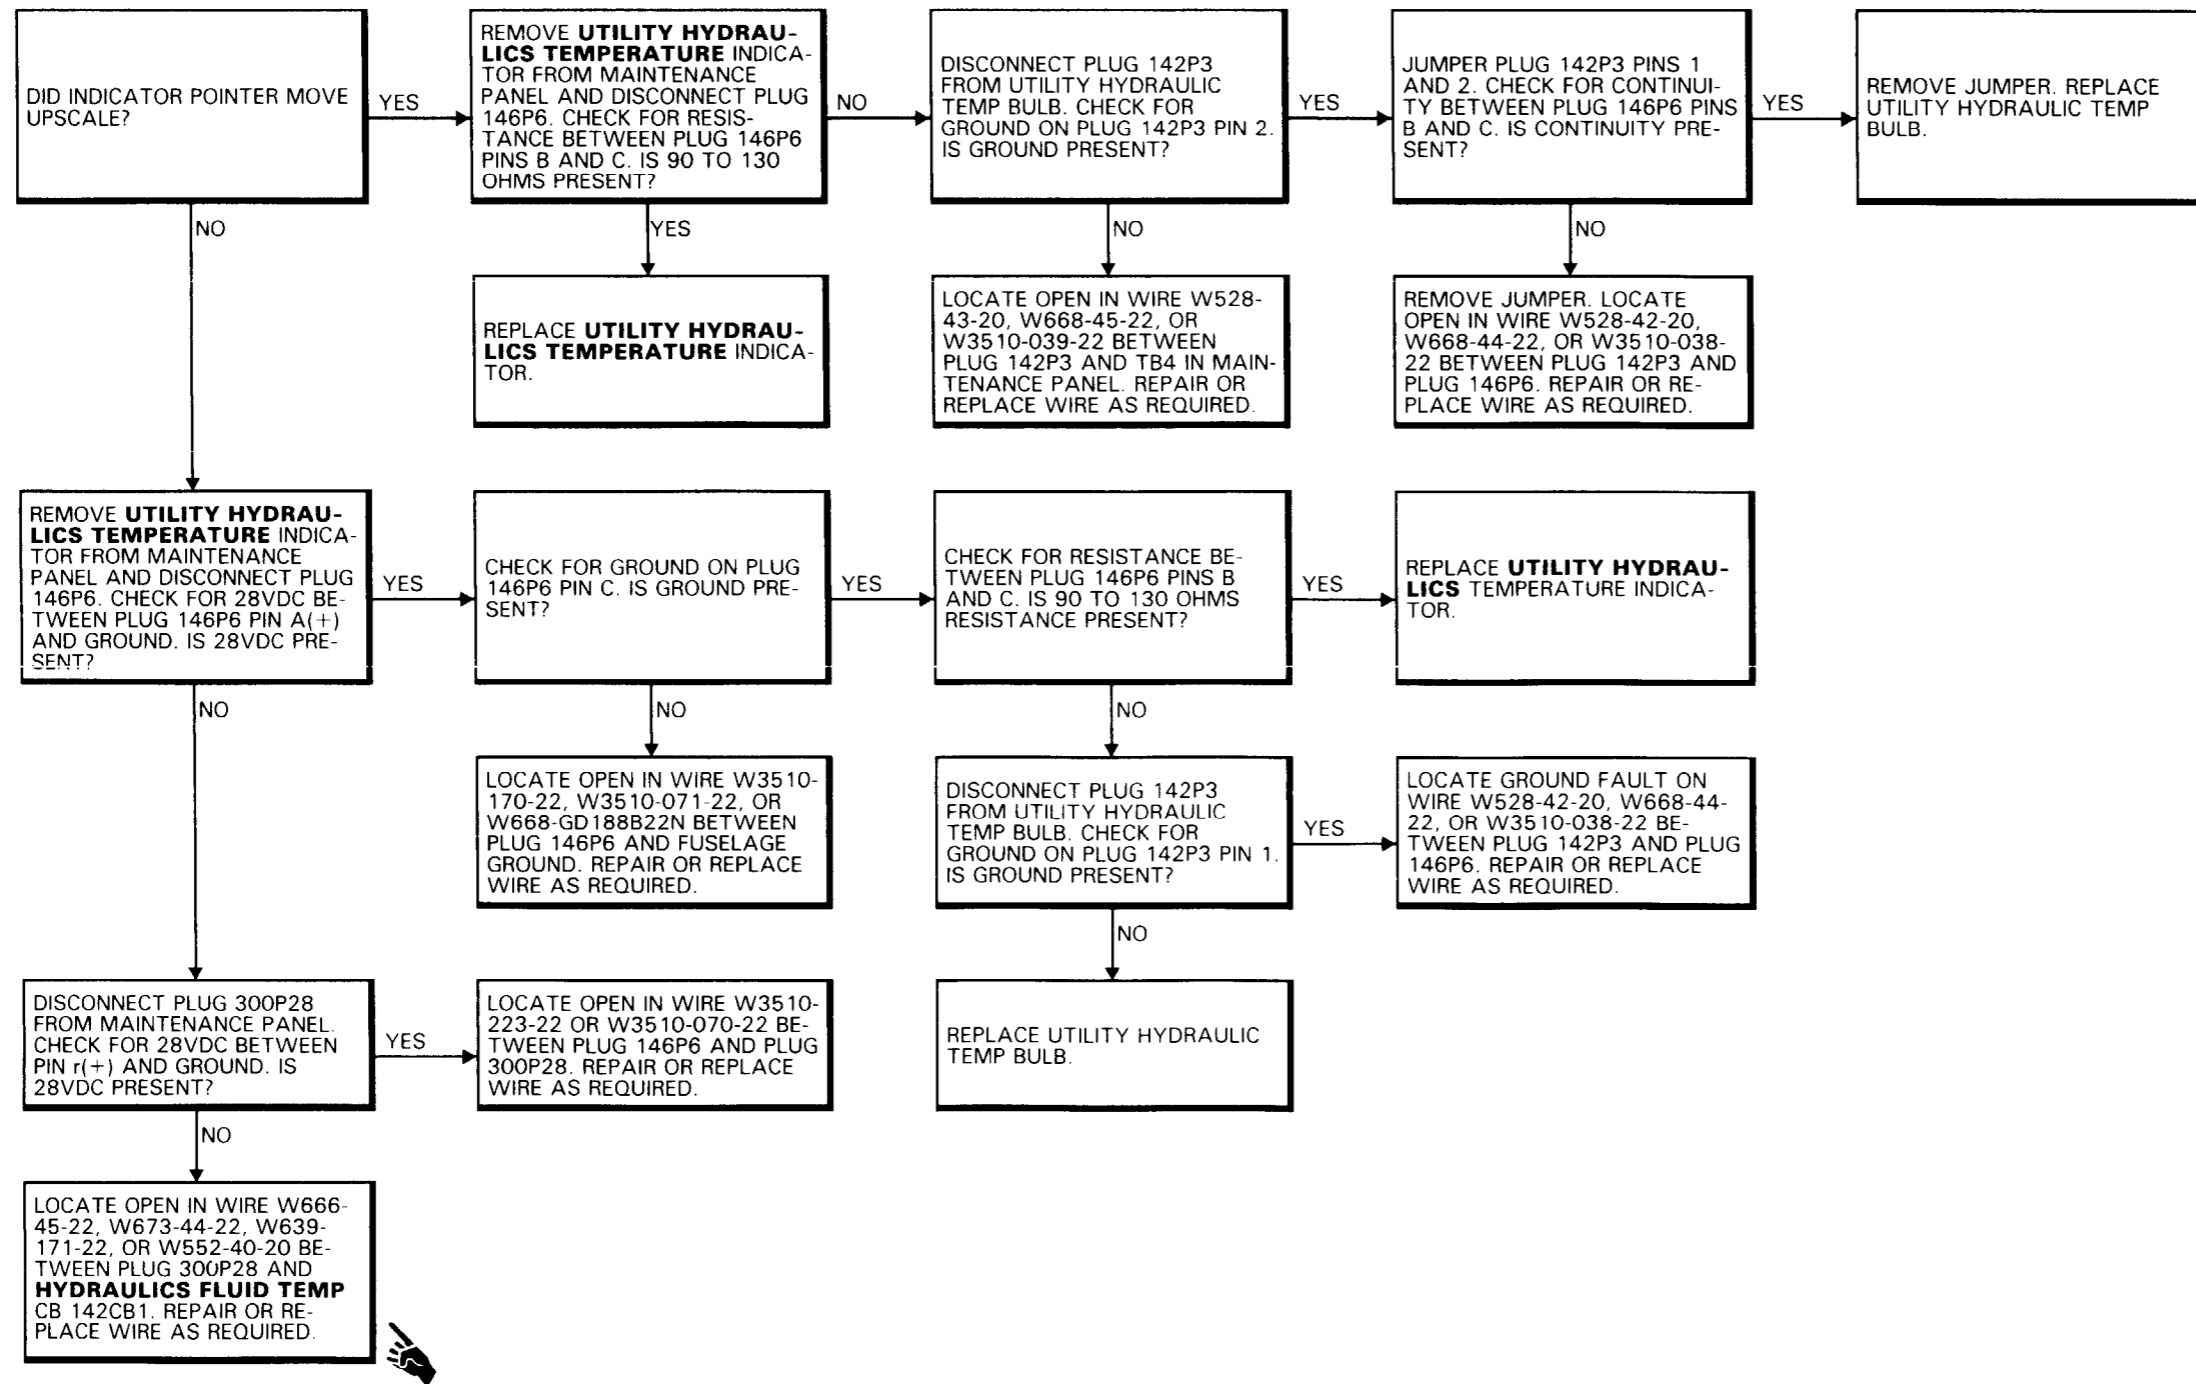 DID INDICATOR POINTER MOVE
UPSCALE?
YES
REMOVE UTILITY HYDRAU-
LICS TEMPERATURE INDICA-
TOR FROM MAINTENANCE
PANEL AND DISCONNECT PLUG
146P6. CHECK FOR RESIS-
TANCE BETWEEN PLUG 146P6
PINS B AND C. IS 90 TO 130
OHMS PRESENT?
NO
DISCONNECT PLUG 142P3
FROM UTILITY HYDRAULIC
TEMP BULB. CHECK FOR
GROUND ON PLUG 142P3 PIN 2.
IS GROUND PRESENT?
YES
JUMPER PLUG 142P3 PINS 1
AND 2. CHECK FOR CONTINUI-
TY BETWEEN PLUG 146P6 PINS
B AND C. IS CONTINUITY PRE-
SENT?
YES
REMOVE JUMPER. REPLACE
UTILITY HYDRAULIC TEMP
BULB.
NO
YES
NO
NO
REPLACE UTILITY HYDRAU-
LICS TEMPERATURE INDICA-
TOR.
LOCATE OPEN IN WIRE W528-
43-20, W668-45-22, OR
W3510-039-22 BETWEEN
PLUG 142P3 AND TB4 IN MAIN-
TENANCE PANEL. REPAIR OR
REPLACE WIRE AS REQUIRED.
REMOVE JUMPER. LOCATE
OPEN IN WIRE W528-42-20,
W668-44-22, OR W3510-038-
22 BETWEEN PLUG 142P3 AND
PLUG 146P6. REPAIR OR RE-
PLACE WIRE AS REQUIRED.
REMOVE UTILITY HYDRAU-
LICS TEMPERATURE INDICA-
TOR FROM MAINTENANCE
PANEL AND DISCONNECT PLUG
146P6. CHECK FOR 28VDC BE-
TWEEN PLUG 146P6 PIN A(+)
AND GROUND. IS 28VDC PRE-
SENT?
YES
CHECK FOR GROUND ON PLUG
146P6 PIN C. IS GROUND PRE-
SENT?
YES
CHECK FOR RESISTANCE BE-
TWEEN PLUG 146P6 PINS B
AND C. IS 90 TO 130 OHMS
RESISTANCE PRESENT?
YES
REPLACE UTILITY HYDRAU-
LICS TEMPERATURE INDICA-
TOR.
NO
NO
NO
LOCATE OPEN IN WIRE W3510-
170-22, W3510-071-22, OR
W668-GD188B22N BETWEEN
PLUG 146P6 AND FUSELAGE
GROUND. REPAIR OR REPLACE
WIRE AS REQUIRED.
DISCONNECT PLUG 142P3
FROM UTILITY HYDRAULIC
TEMP BULB. CHECK FOR
GROUND ON PLUG 142P3 PIN 1.
IS GROUND PRESENT?
YES
LOCATE GROUND FAULT ON
WIRE W528-42-20, W668-44-
22, OR W3510-038-22 BE-
TWEEN PLUG 142P3 AND PLUG
146P6. REPAIR OR REPLACE
WIRE AS REQUIRED.
NO
DISCONNECT PLUG 300P28
FROM MAINTENANCE PANEL.
CHECK FOR 28VDC BETWEEN
PIN r(+) AND GROUND. IS
28VDC PRESENT?
YES
LOCATE OPEN IN WIRE W3510-
223-22 OR W3510-070-22 BE-
TWEEN PLUG 146P6 AND PLUG
300P28. REPAIR OR REPLACE
WIRE AS REQUIRED.
REPLACE UTILITY HYDRAULIC
TEMP BULB.
NO
LOCATE OPEN IN WIRE W666-
45-22, W673-44-22, W639-
171-22, OR W552-40-20 BE-
TWEEN PLUG 300P28 AND
HYDRAULICS FLUID TEMP
CB 142CB1. REPAIR OR RE-
PLACE WIRE AS REQUIRED.